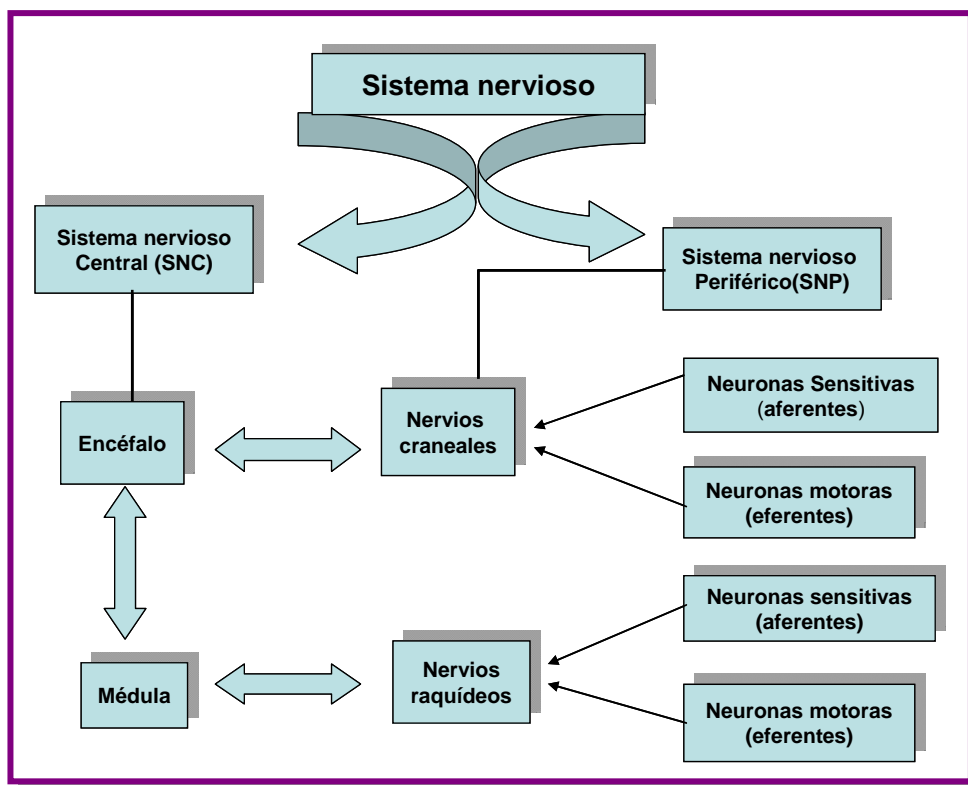 Sistema nervioso
Sistema nervioso
Central (SNC)
Sistema nervioso
Periférico(SNP)
Encéfalo
Nervios
craneales
Neuronas Sensitivas
(aferentes)
Neuronas motoras
(eferentes)
Médula
Nervios
raquídeos
Neuronas sensitivas
(aferentes)
Neuronas motoras
(eferentes)